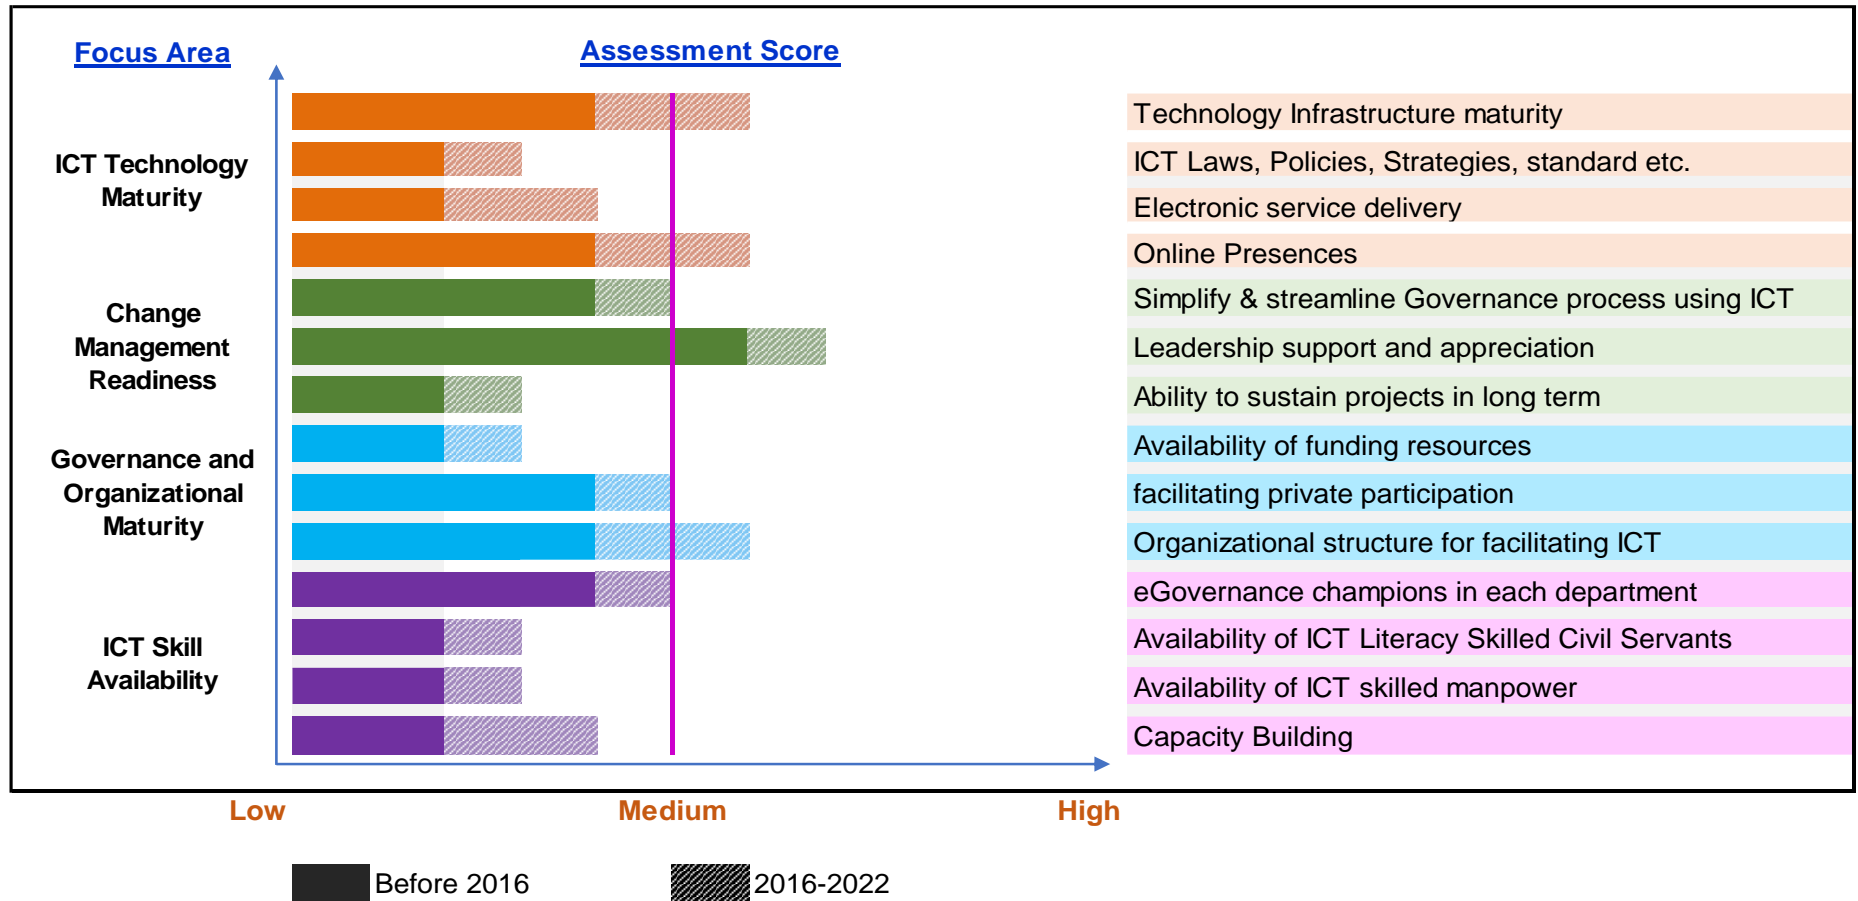 Focus Area
Assessment Score
ICT Technology
Maturity
Change
Management
Readiness
Governance and
Organizational
Maturity
ICT Skill
Availability
Technology Infrastructure maturity
ICT Laws, Policies, Strategies, standard etc.
Electronic service delivery
Online Presences
Simplify & streamline Governance process using ICT
Leadership support and appreciation
Ability to sustain projects in long term
Availability of funding resources
facilitating private participation
Organizational structure for facilitating ICT
eGovernance champions in each department
Availability of ICT Literacy Skilled Civil Servants
Availability of ICT skilled manpower
Capacity Building
Low
Medium
High
Before 2016
2016-2022